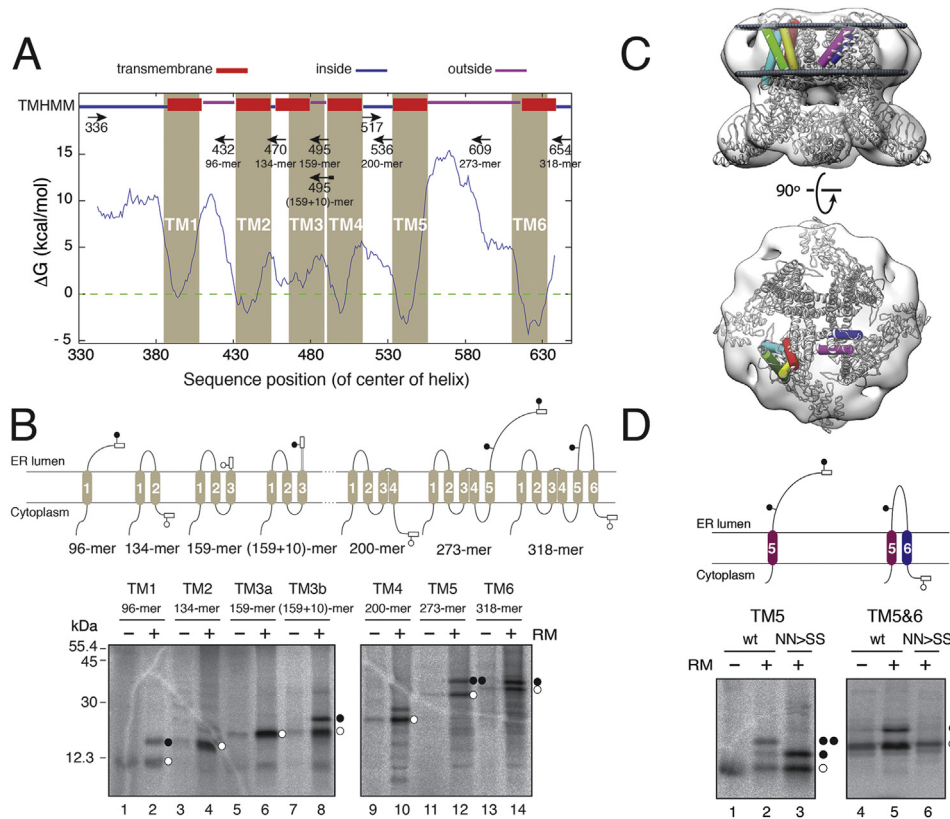 A
transmembrane inside outside
TMHMM
336 517
432 470 495 536 609 654
96-mer 134-mer 159-mer 200-mer 273-mer 318-mer
495
(159+10)-mer
TM1 TM2 TM3 TM4 TM5 TM6
ΔG (kcal/mol)
15
10
5
0
-5
330 380 430 480 530 580 630
Sequence position (of center of helix)
B
ER lumen
1 1 2 1 2 3 1 2 3 1 2 3 4 1 2 3 4 5 1 2 3 4 5 6
Cytoplasm
96-mer 134-mer 159-mer (159+10)-mer 200-mer 273-mer 318-mer
TM1 TM2 TM3a TM3b TM4 TM5 TM6
96-mer 134-mer 159-mer (159+10)-mer 200-mer 273-mer 318-mer
kDa
− + − + − + − + − + − + − + RM
55.4
45
30
12.3
1 2 3 4 5 6 7 8 9 10 11 12 13 14
C
90º
D
ER lumen
5 5 6
Cytoplasm
TM5 TM5&6
wt NN>SS wt NN>SS
RM − + + − + +
1 2 3 4 5 6